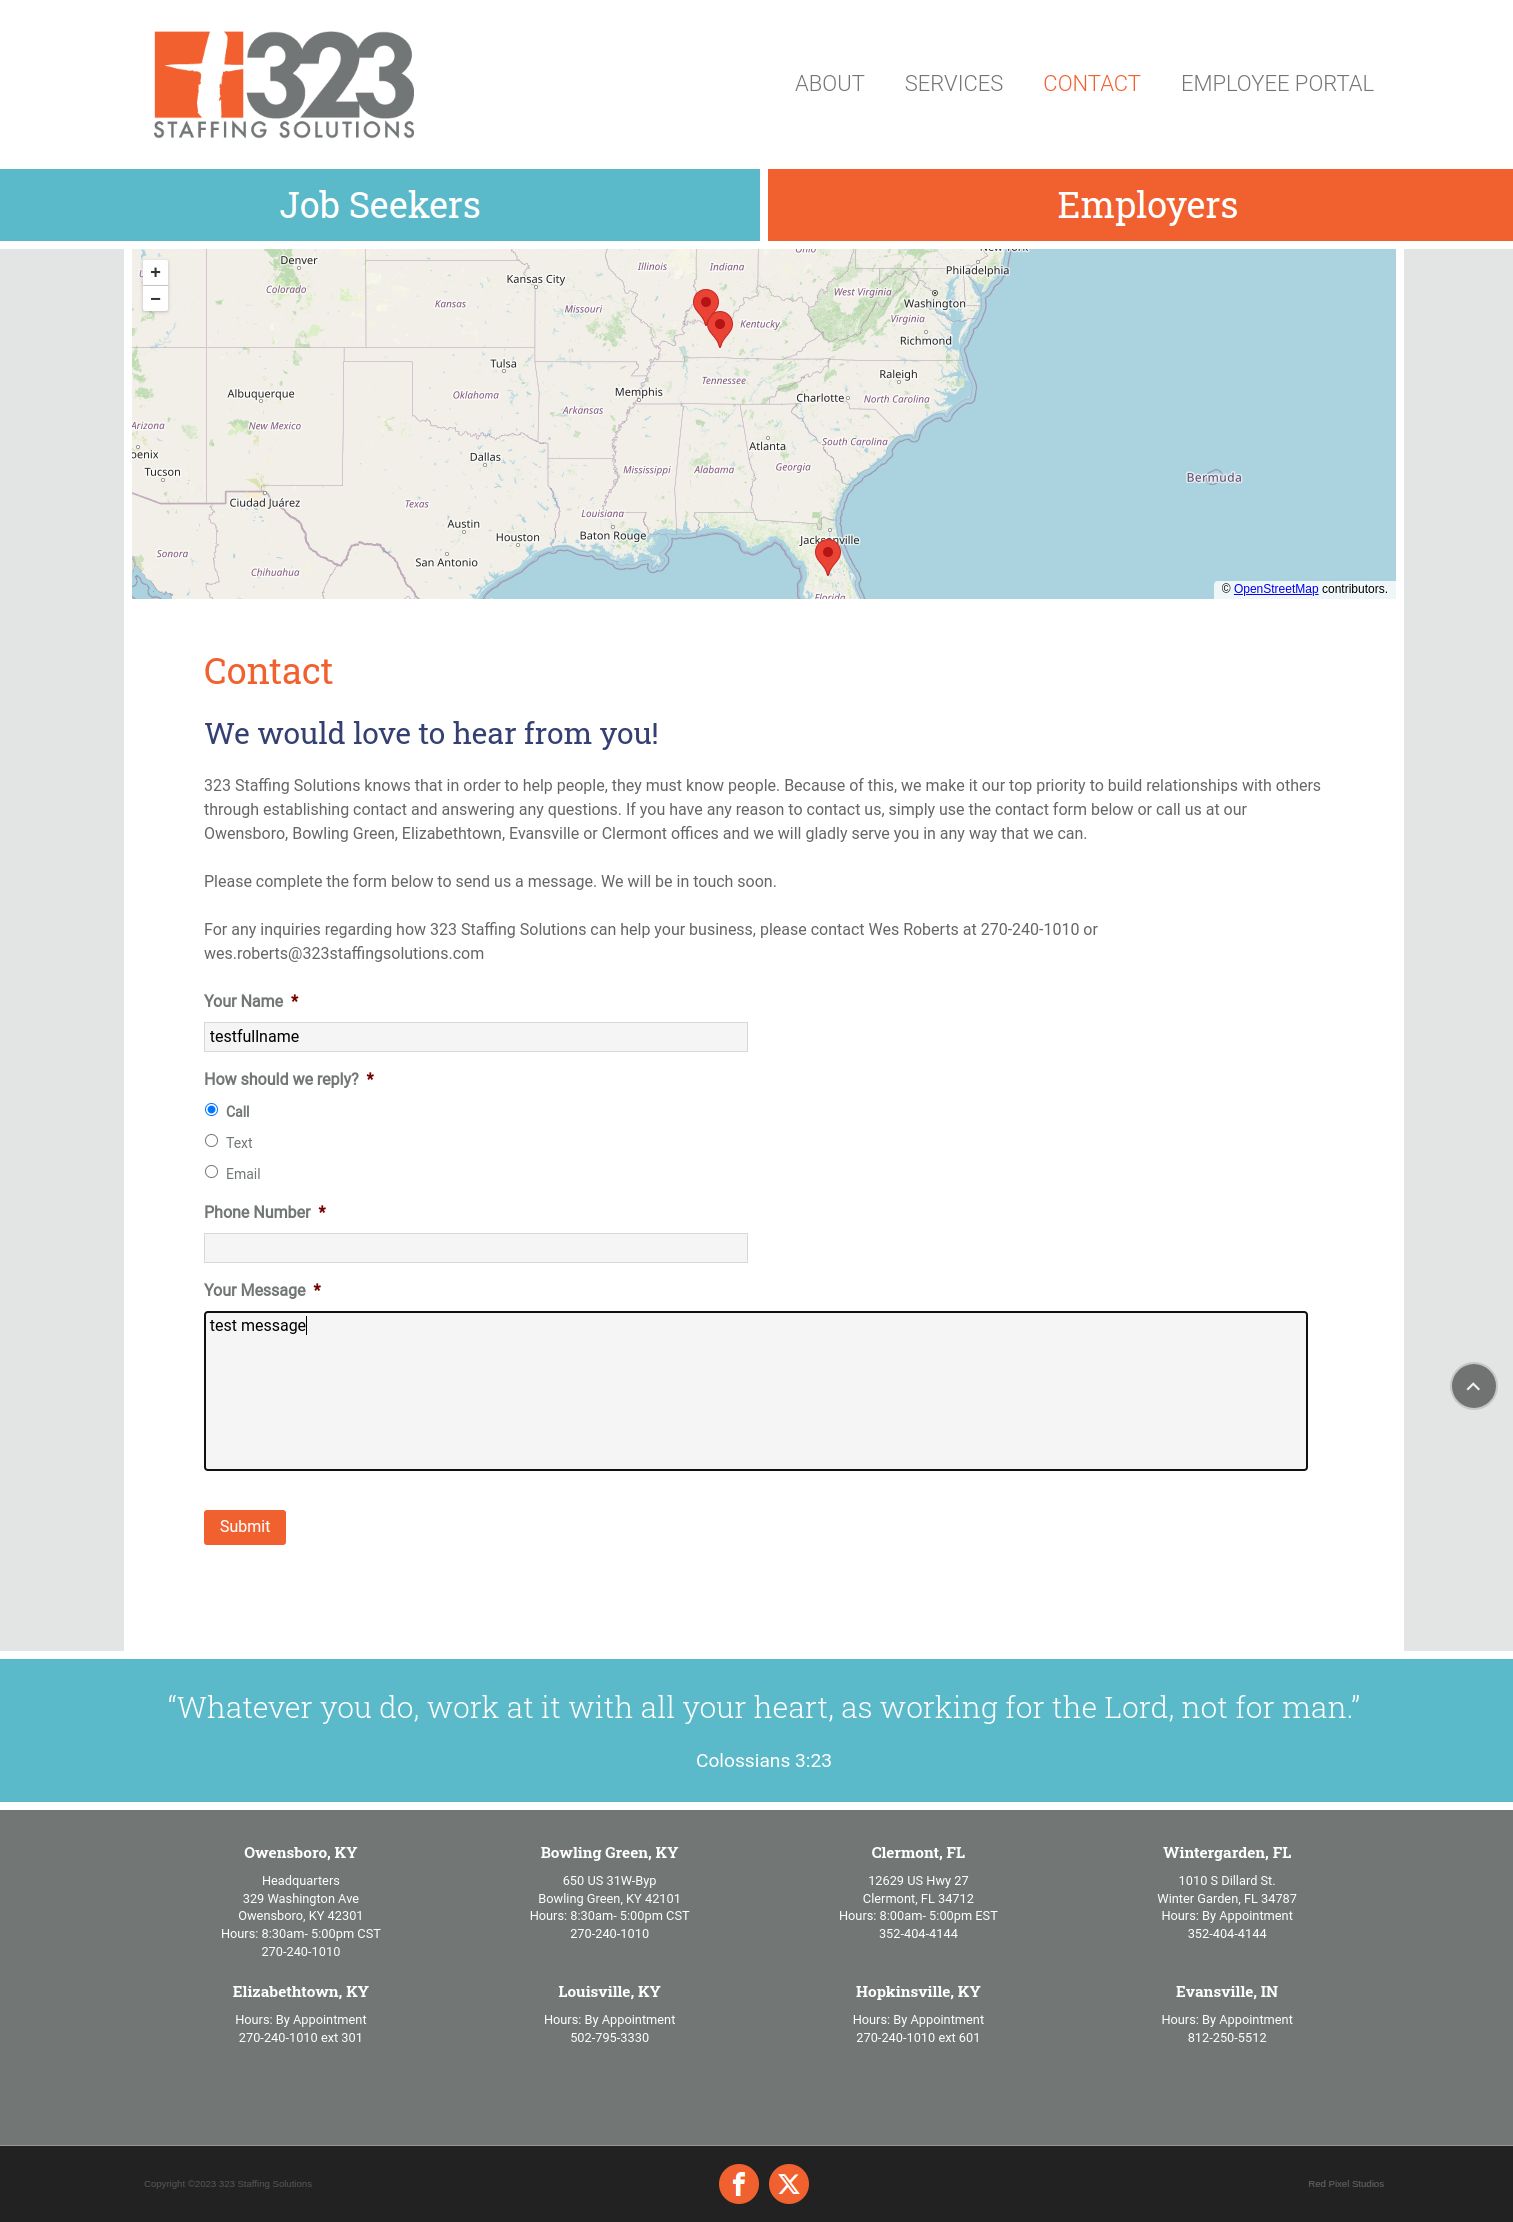 323
STAFFING SOLUTIONS
ABOUT SERVICES CONTACT EMPLOYEE PORTAL
Job Seekers Employers
+
−
Denver
Colorado
Kansas City
Kansas
Missouri
Illinois
Indiana
Ohio
New York
Philadelphia
West Virginia
Washington
Virginia
Kentucky
Richmond
Tulsa
Raleigh
Albuquerque
Oklahoma
Memphis
Tennessee
Charlotte
North Carolina
Arkansas
Arizona
New Mexico
South Carolina
Atlanta
oenix
Dallas
Tucson
Mississippi
Alabama
Georgia
Bermuda
Ciudad Juárez
Texas
Louisiana
Austin
Houston
Baton Rouge
Jacksonville
Sonora
San Antonio
Chihuahua
Florida
© OpenStreetMap contributors.
Contact
We would love to hear from you!
323 Staffing Solutions knows that in order to help people, they must know people. Because of this, we make it our top priority to build relationships with others
through establishing contact and answering any questions. If you have any reason to contact us, simply use the contact form below or call us at our
Owensboro, Bowling Green, Elizabethtown, Evansville or Clermont offices and we will gladly serve you in any way that we can.
Please complete the form below to send us a message. We will be in touch soon.
For any inquiries regarding how 323 Staffing Solutions can help your business, please contact Wes Roberts at 270-240-1010 or
wes.roberts@323staffingsolutions.com
Your Name *
testfullname
How should we reply? *
Call
Text
Email
Phone Number *
Your Message *
test message
Submit
“Whatever you do, work at it with all your heart, as working for the Lord, not for man.”
Colossians 3:23
Owensboro, KY
Headquarters
329 Washington Ave
Owensboro, KY 42301
Hours: 8:30am- 5:00pm CST
270-240-1010
Bowling Green, KY
650 US 31W-Byp
Bowling Green, KY 42101
Hours: 8:30am- 5:00pm CST
270-240-1010
Clermont, FL
12629 US Hwy 27
Clermont, FL 34712
Hours: 8:00am- 5:00pm EST
352-404-4144
Wintergarden, FL
1010 S Dillard St.
Winter Garden, FL 34787
Hours: By Appointment
352-404-4144
Elizabethtown, KY
Hours: By Appointment
270-240-1010 ext 301
Louisville, KY
Hours: By Appointment
502-795-3330
Hopkinsville, KY
Hours: By Appointment
270-240-1010 ext 601
Evansville, IN
Hours: By Appointment
812-250-5512
Copyright ©2023 323 Staffing Solutions
Red Pixel Studios